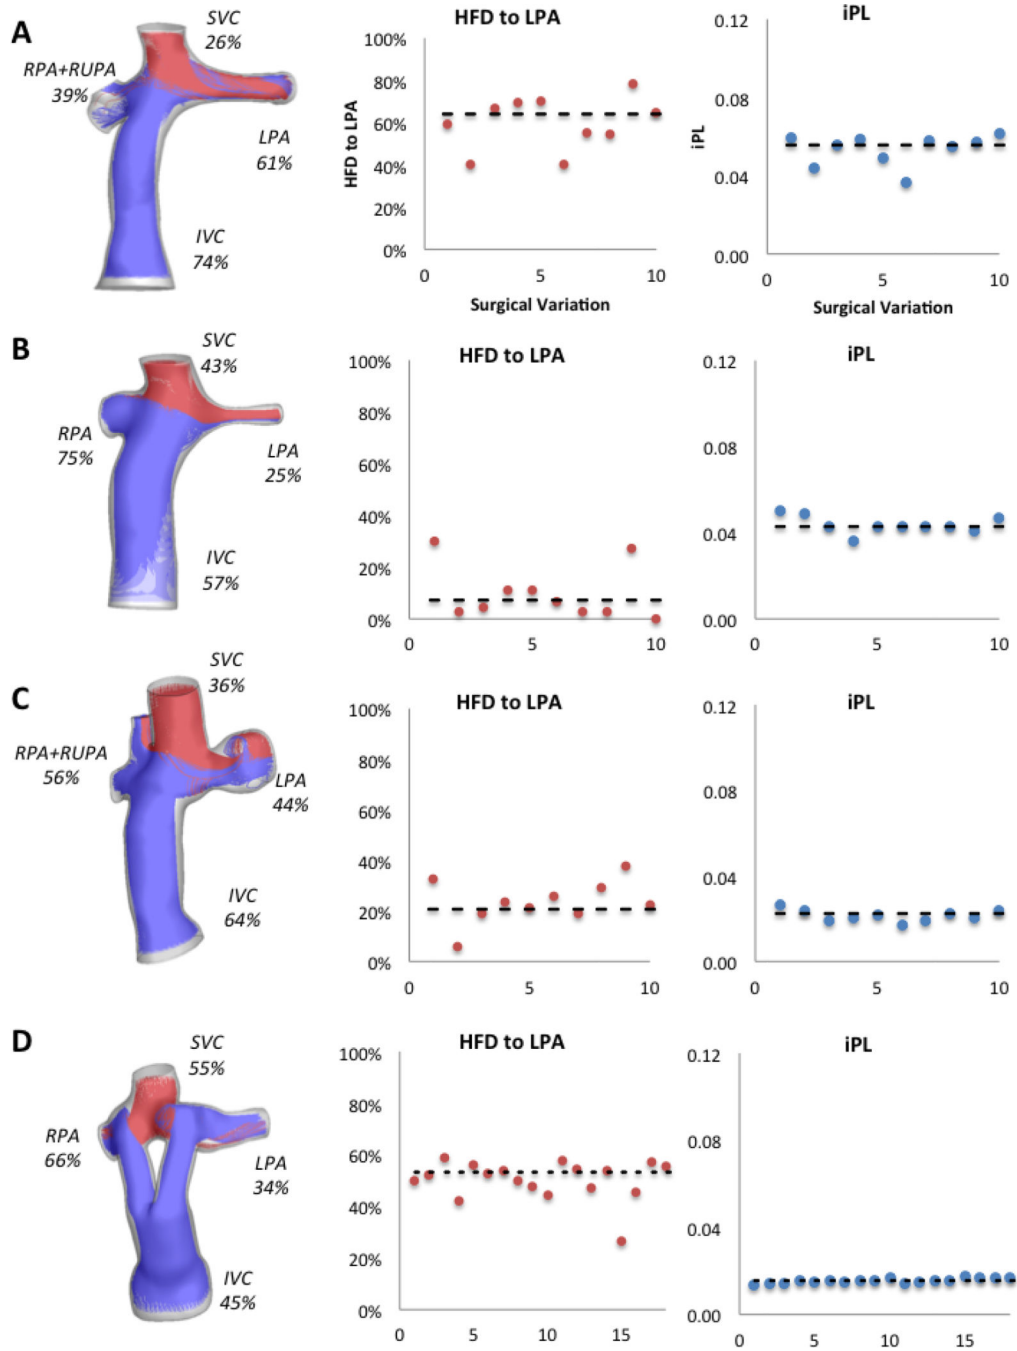 A
SVC
26%
RPA+RUPA
39%
LPA
61%
IVC
74%
HFD to LPA
100%
80%
60%
40%
20%
0%
HFD to LPA
0
5
10
Surgical Variation
iPL
0.12
0.08
0.04
0.00
iPL
0
5
10
Surgical Variation
B
SVC
43%
RPA
75%
LPA
25%
IVC
57%
HFD to LPA
100%
80%
60%
40%
20%
0%
0
5
10
iPL
0.12
0.08
0.04
0.00
0
5
10
C
SVC
36%
RPA+RUPA
56%
LPA
44%
IVC
64%
HFD to LPA
100%
80%
60%
40%
20%
0%
0
5
10
iPL
0.12
0.08
0.04
0.00
0
5
10
D
SVC
55%
RPA
66%
LPA
34%
IVC
45%
HFD to LPA
100%
80%
60%
40%
20%
0%
0
5
10
15
iPL
0.12
0.08
0.04
0.00
0
5
10
15